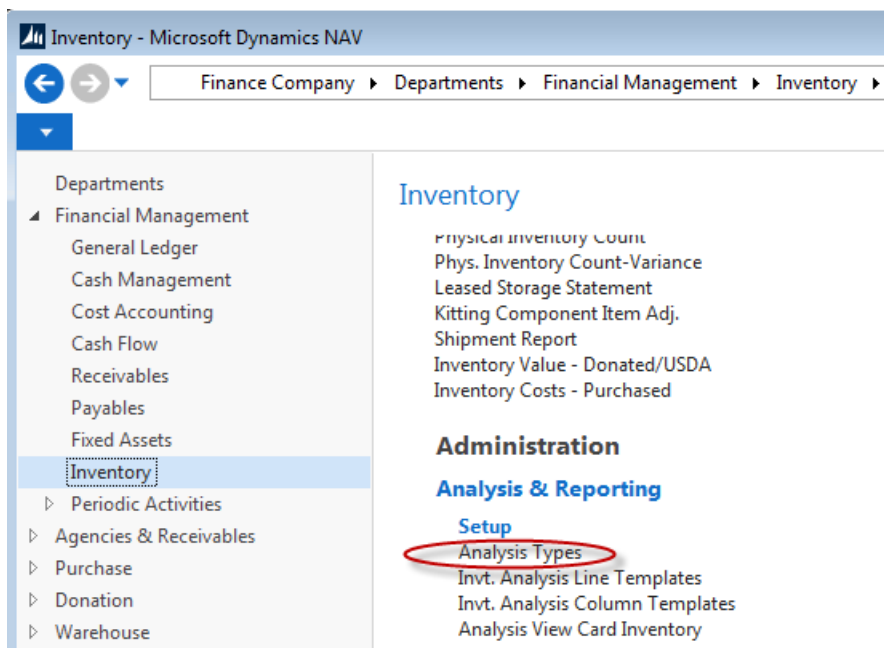 Inventory - Microsoft Dynamics NAV
Finance Company ▸ Departments ▸ Financial Management ▸ Inventory ▸
Departments
Financial Management
General Ledger
Cash Management
Cost Accounting
Cash Flow
Receivables
Payables
Fixed Assets
Inventory
Periodic Activities
Agencies & Receivables
Purchase
Donation
Warehouse
Inventory
Physical Inventory Count
Phys. Inventory Count-Variance
Leased Storage Statement
Kitting Component Item Adj.
Shipment Report
Inventory Value - Donated/USDA
Inventory Costs - Purchased
Administration
Analysis & Reporting
Setup
Analysis Types
Invt. Analysis Line Templates
Invt. Analysis Column Templates
Analysis View Card Inventory